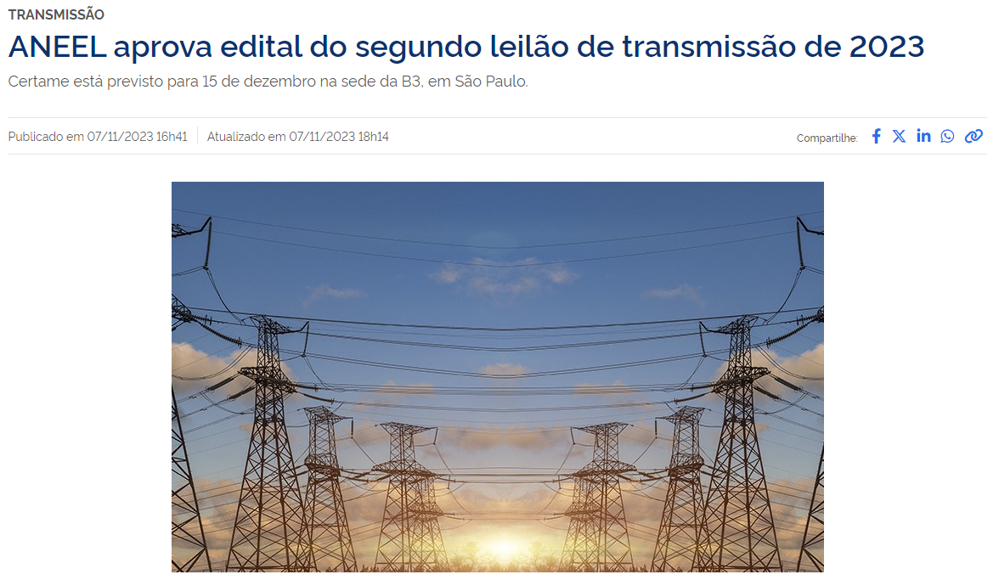 TRANSMISSÃO
ANEEL aprova edital do segundo leilão de transmissão de 2023
Certame está previsto para 15 de dezembro na sede da B3, em São Paulo.
Publicado em 07/11/2023 16h41 Atualizado em 07/11/2023 18h14 Compartilhe: